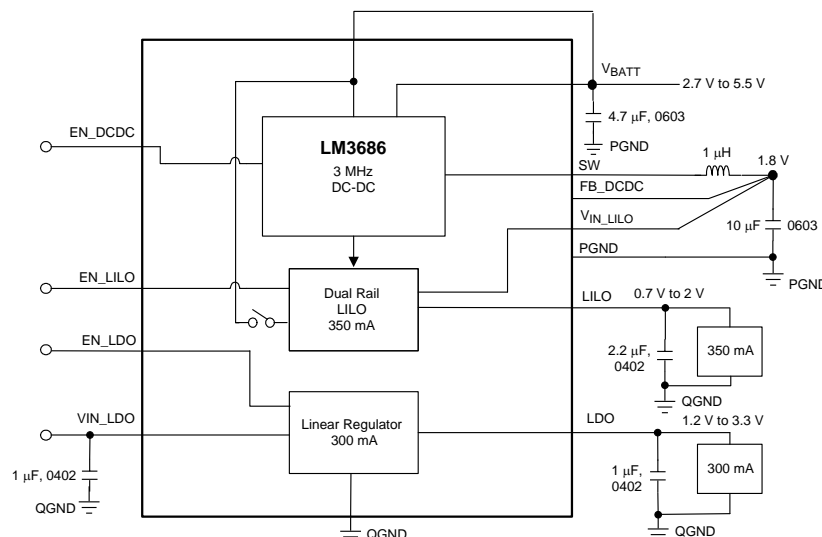 VBATT
2.7 V to 5.5 V
4.7 μF, 0603
PGND
EN_DCDC
LM3686
3 MHz
DC-DC
SW
1 μH
1.8 V
FB_DCDC
VIN_LILO
10 μF
0603
PGND
PGND
EN_LILO
Dual Rail
LILO
350 mA
LILO
0.7 V to 2 V
2.2 μF,
0402
350 mA
QGND
EN_LDO
VIN_LDO
1 μF, 0402
QGND
Linear Regulator
300 mA
LDO
1.2 V to 3.3 V
1 μF,
0402
300 mA
QGND
QGND